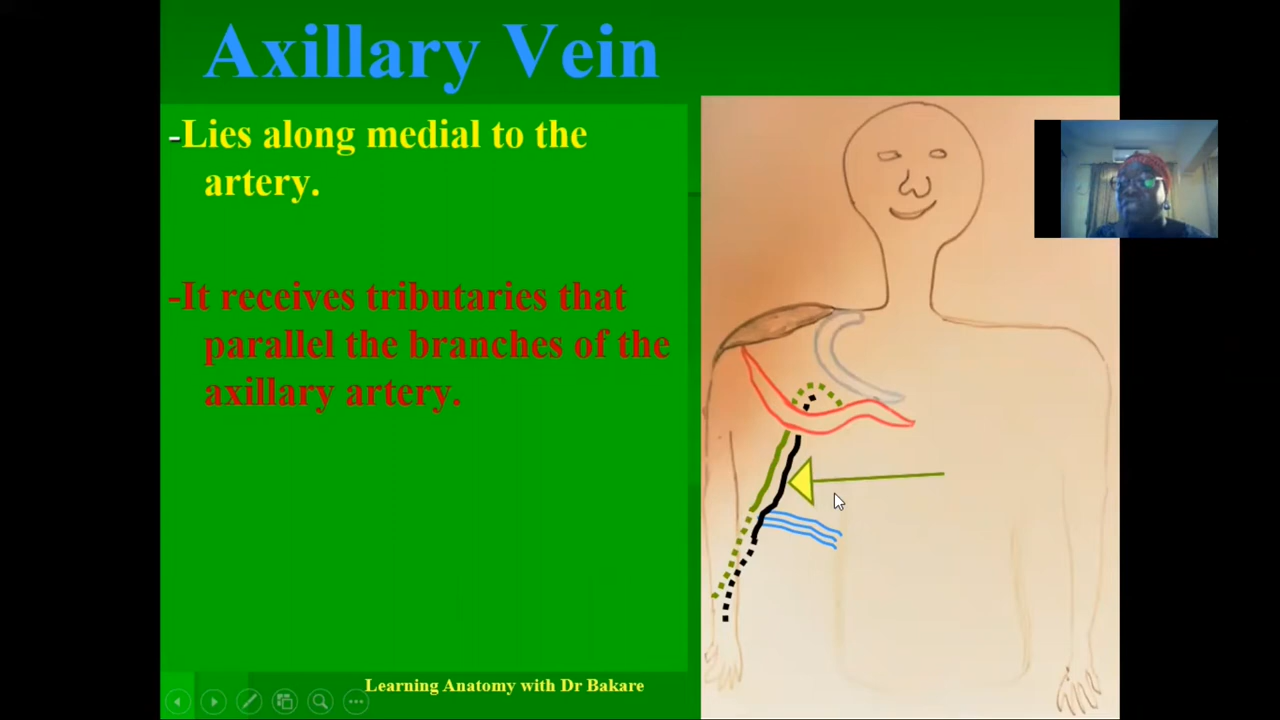 Axillary Vein
-Lies along medial to the
artery.
-It receives tributaries that
parallel the branches of the
axillary artery.
Learning Anatomy with Dr Bakare